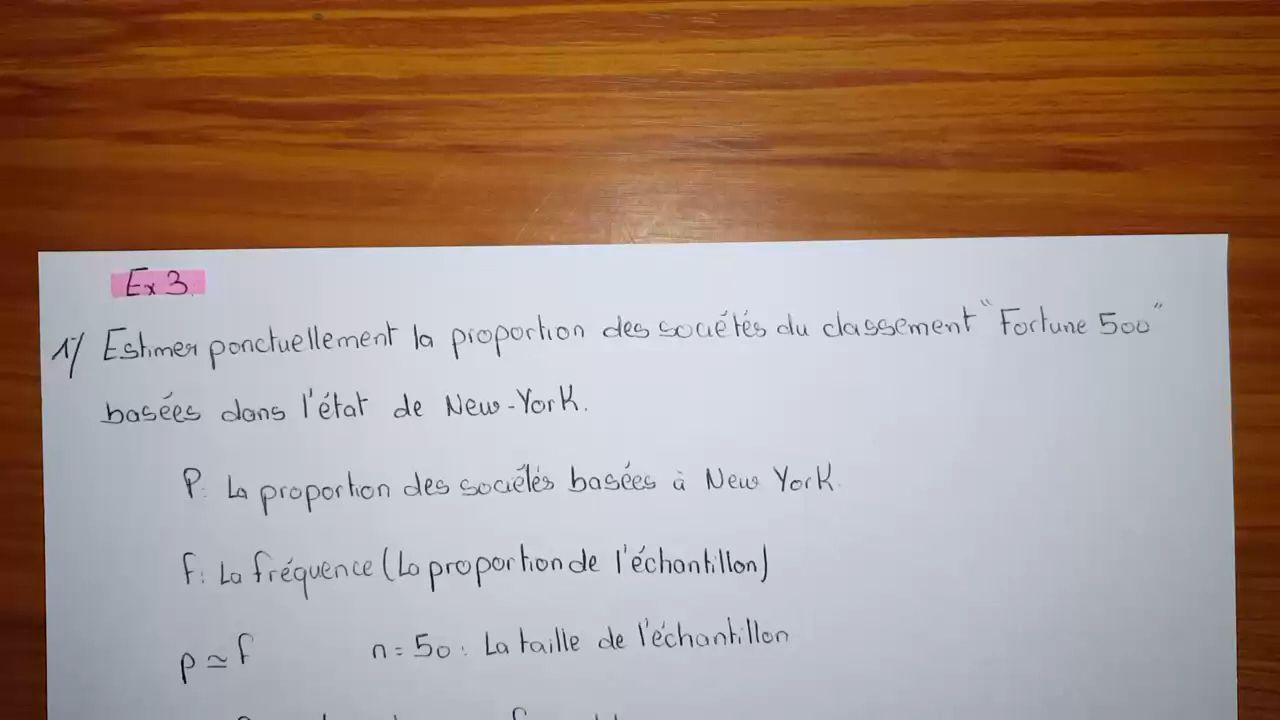 Ex 3.
1/ Estimer ponctuellement la proportion des sociétés du classement "Fortune 500"
basées dans l'état de New-York.
P: La proportion des sociétés basées à New York.
f: La fréquence (La proportion de l'échantillon)
p ≃ f n = 50 : La taille de l'échantillon